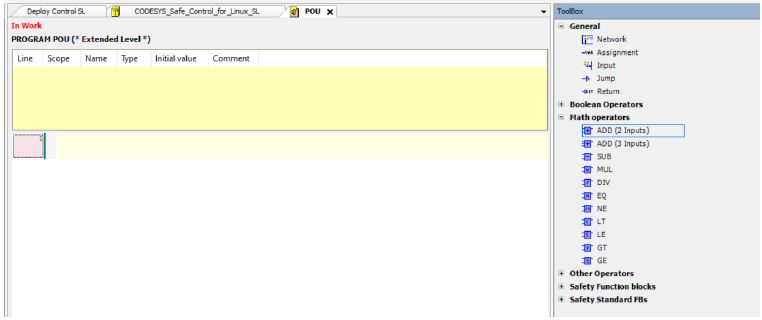 Deploy Control SL CODESYS_Safe_Control_for_Linux_SL POU
In Work
PROGRAM POU (* Extended Level *)
Line Scope Name Type Initial value Comment
1
ToolBox
General
Network
Assignment
Input
Jump
Return
Boolean Operators
Math operators
ADD (2 Inputs)
ADD (3 Inputs)
SUB
MUL
DIV
EQ
NE
LT
LE
GT
GE
Other Operators
Safety Function blocks
Safety Standard FBs